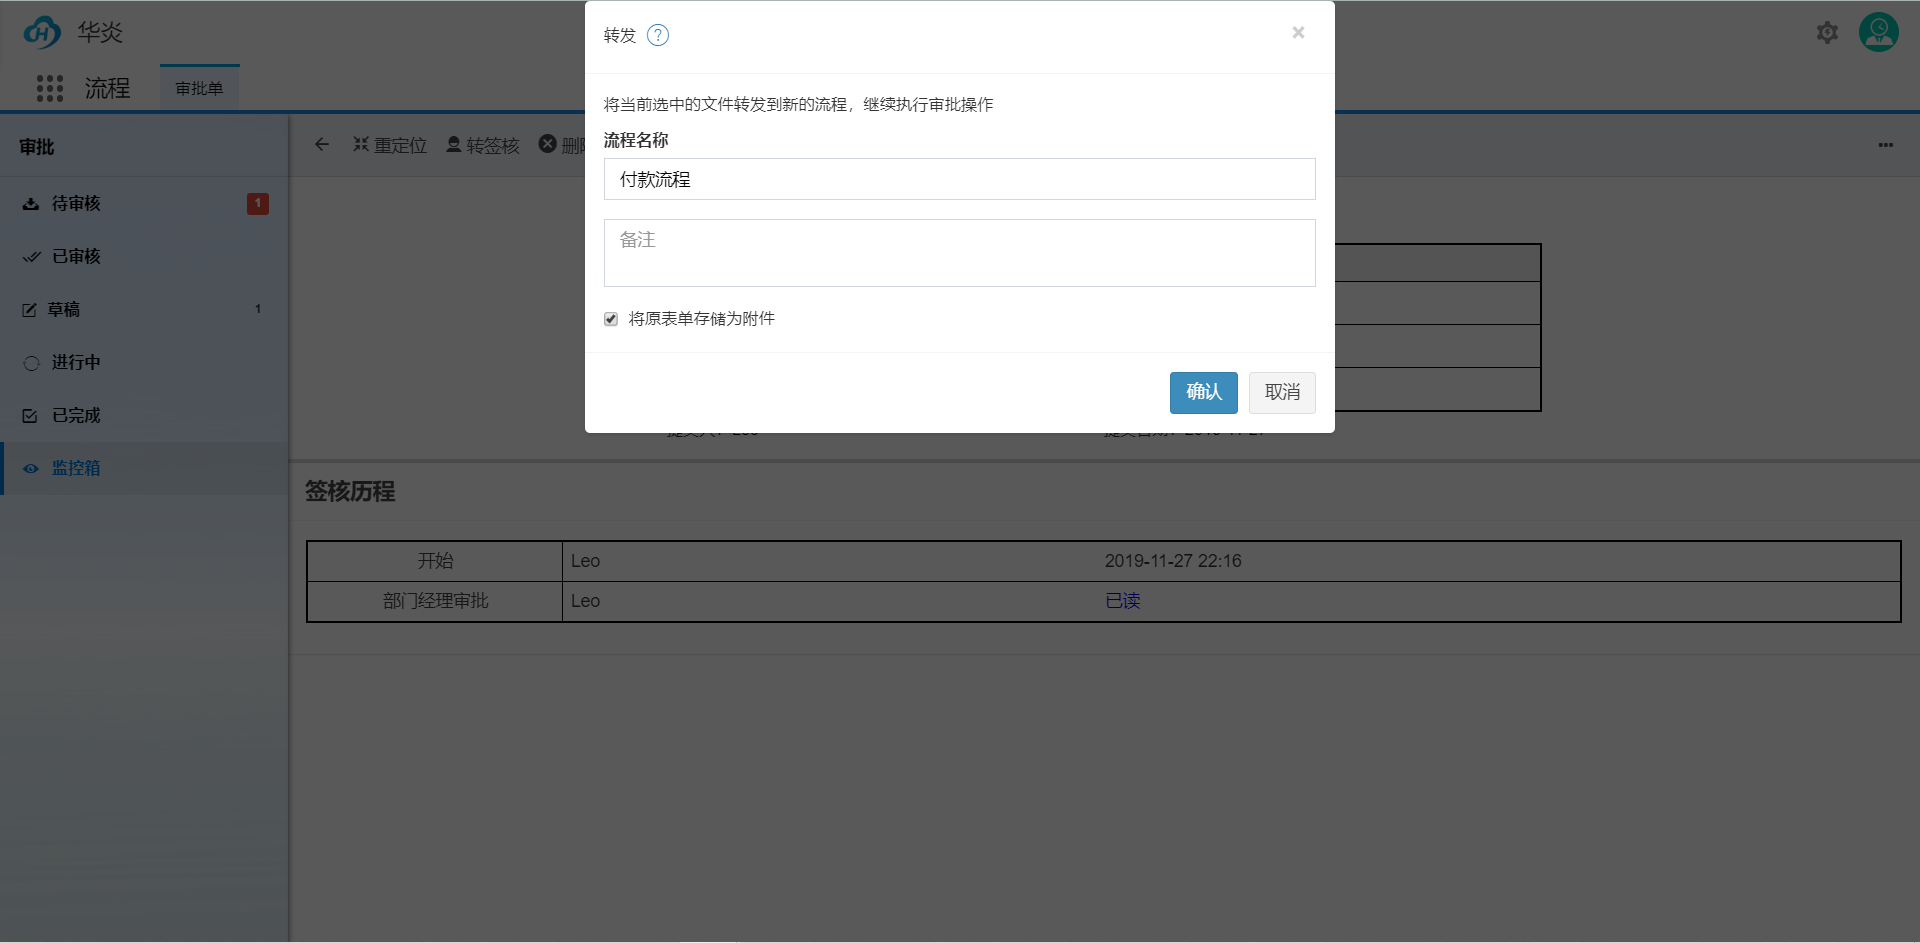 华炎
流程
审批单
审批
待审核 1
已审核
草稿 1
进行中
已完成
监控箱
重定位 转签核
转发 ?
×
将当前选中的文件转发到新的流程，继续执行审批操作
流程名称
付款流程
备注
将原表单存储为附件
确认 取消
签核历程
开始 Leo 2019-11-27 22:16
部门经理审批 Leo 已读